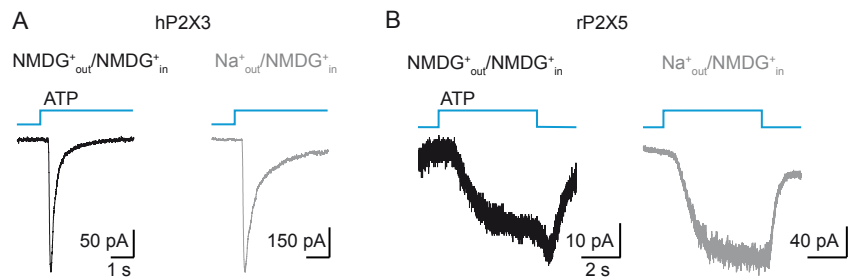 A
hP2X3
NMDG⁺out/NMDG⁺in
Na⁺out/NMDG⁺in
ATP
50 pA
1 s
150 pA
B
rP2X5
NMDG⁺out/NMDG⁺in
Na⁺out/NMDG⁺in
ATP
10 pA
2 s
40 pA